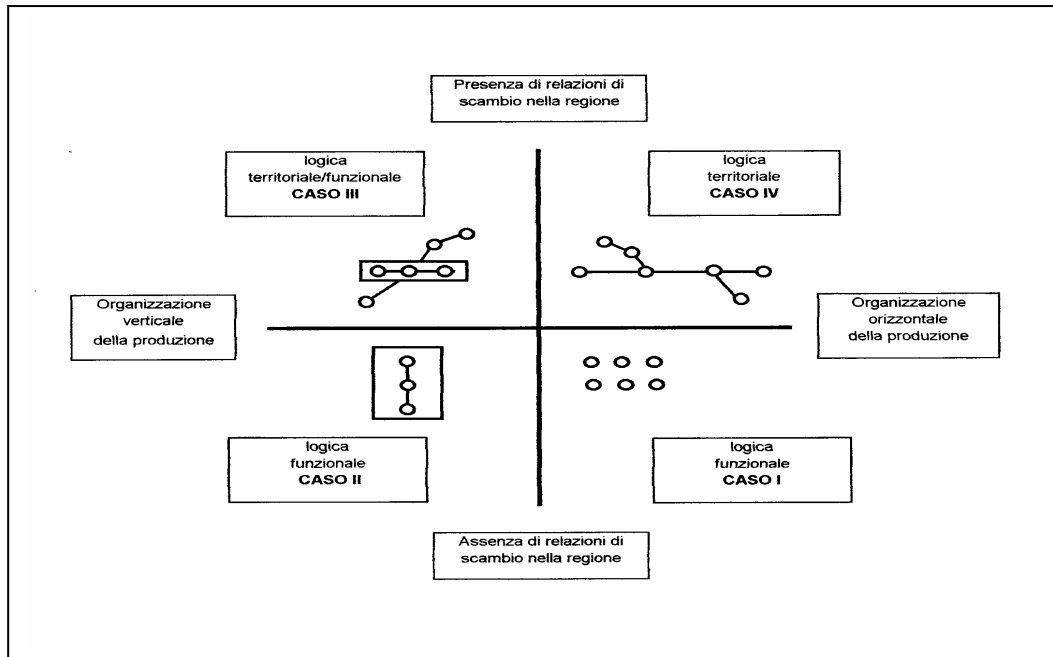 Presenza di relazioni di
scambio nella regione
logica
territoriale/funzionale
CASO III
logica
territoriale
CASO IV
Organizzazione
verticale
della produzione
Organizzazione
orizzontale
della produzione
logica
funzionale
CASO II
logica
funzionale
CASO I
Assenza di relazioni di
scambio nella regione